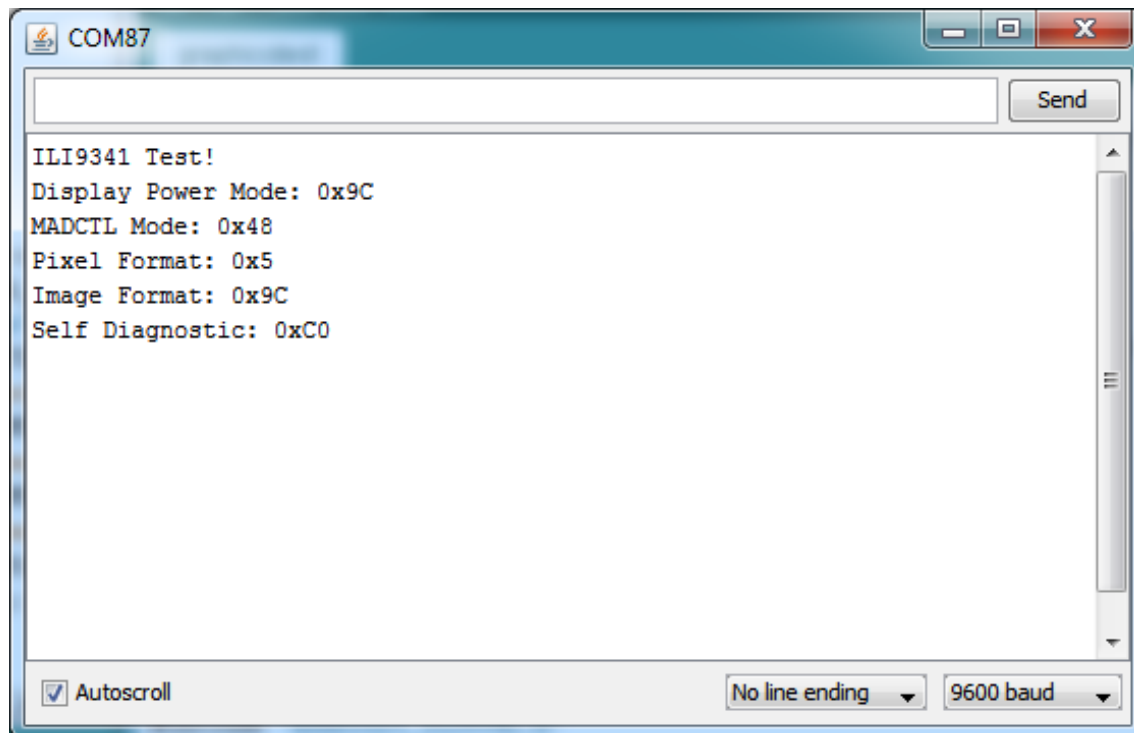 COM87
Send
ILI9341 Test!
Display Power Mode: 0x9C
MADCTL Mode: 0x48
Pixel Format: 0x5
Image Format: 0x9C
Self Diagnostic: 0xC0
Autoscroll
No line ending
9600 baud